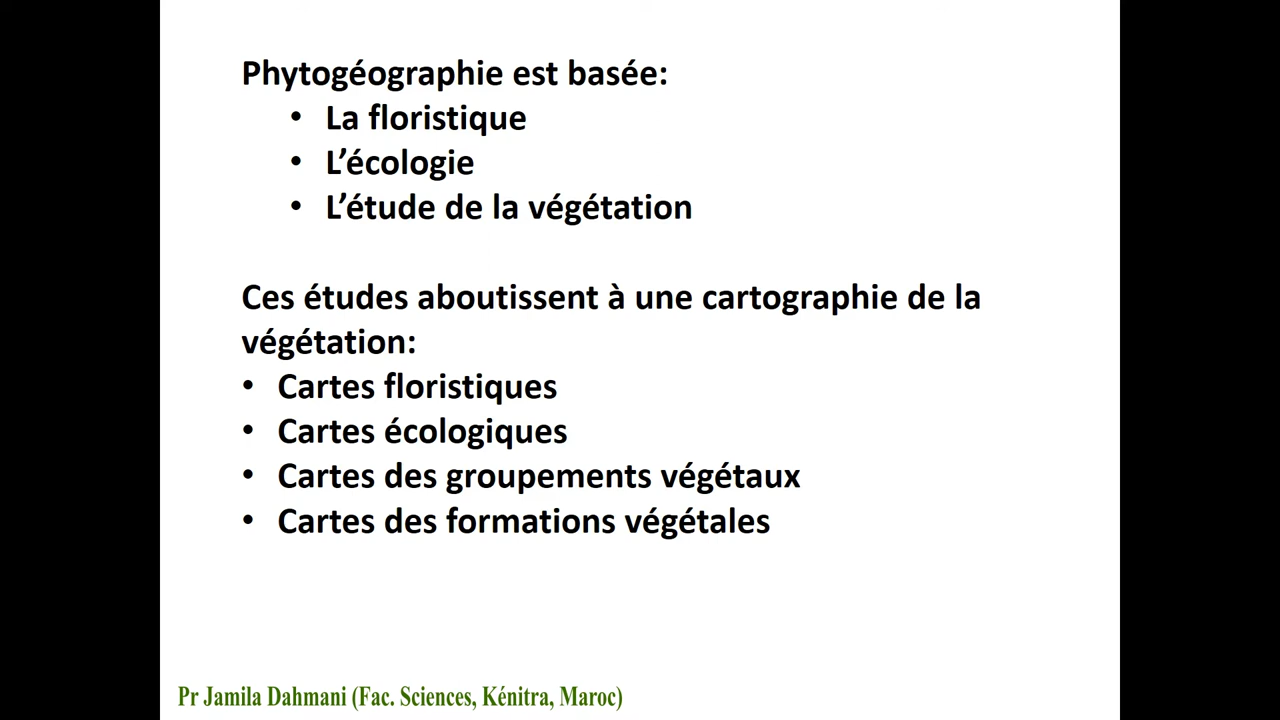 Phytogéographie est basée:
• La floristique
• L’écologie
• L’étude de la végétation
Ces études aboutissent à une cartographie de la
végétation:
• Cartes floristiques
• Cartes écologiques
• Cartes des groupements végétaux
• Cartes des formations végétales
Pr Jamila Dahmani (Fac. Sciences, Kénitra, Maroc)